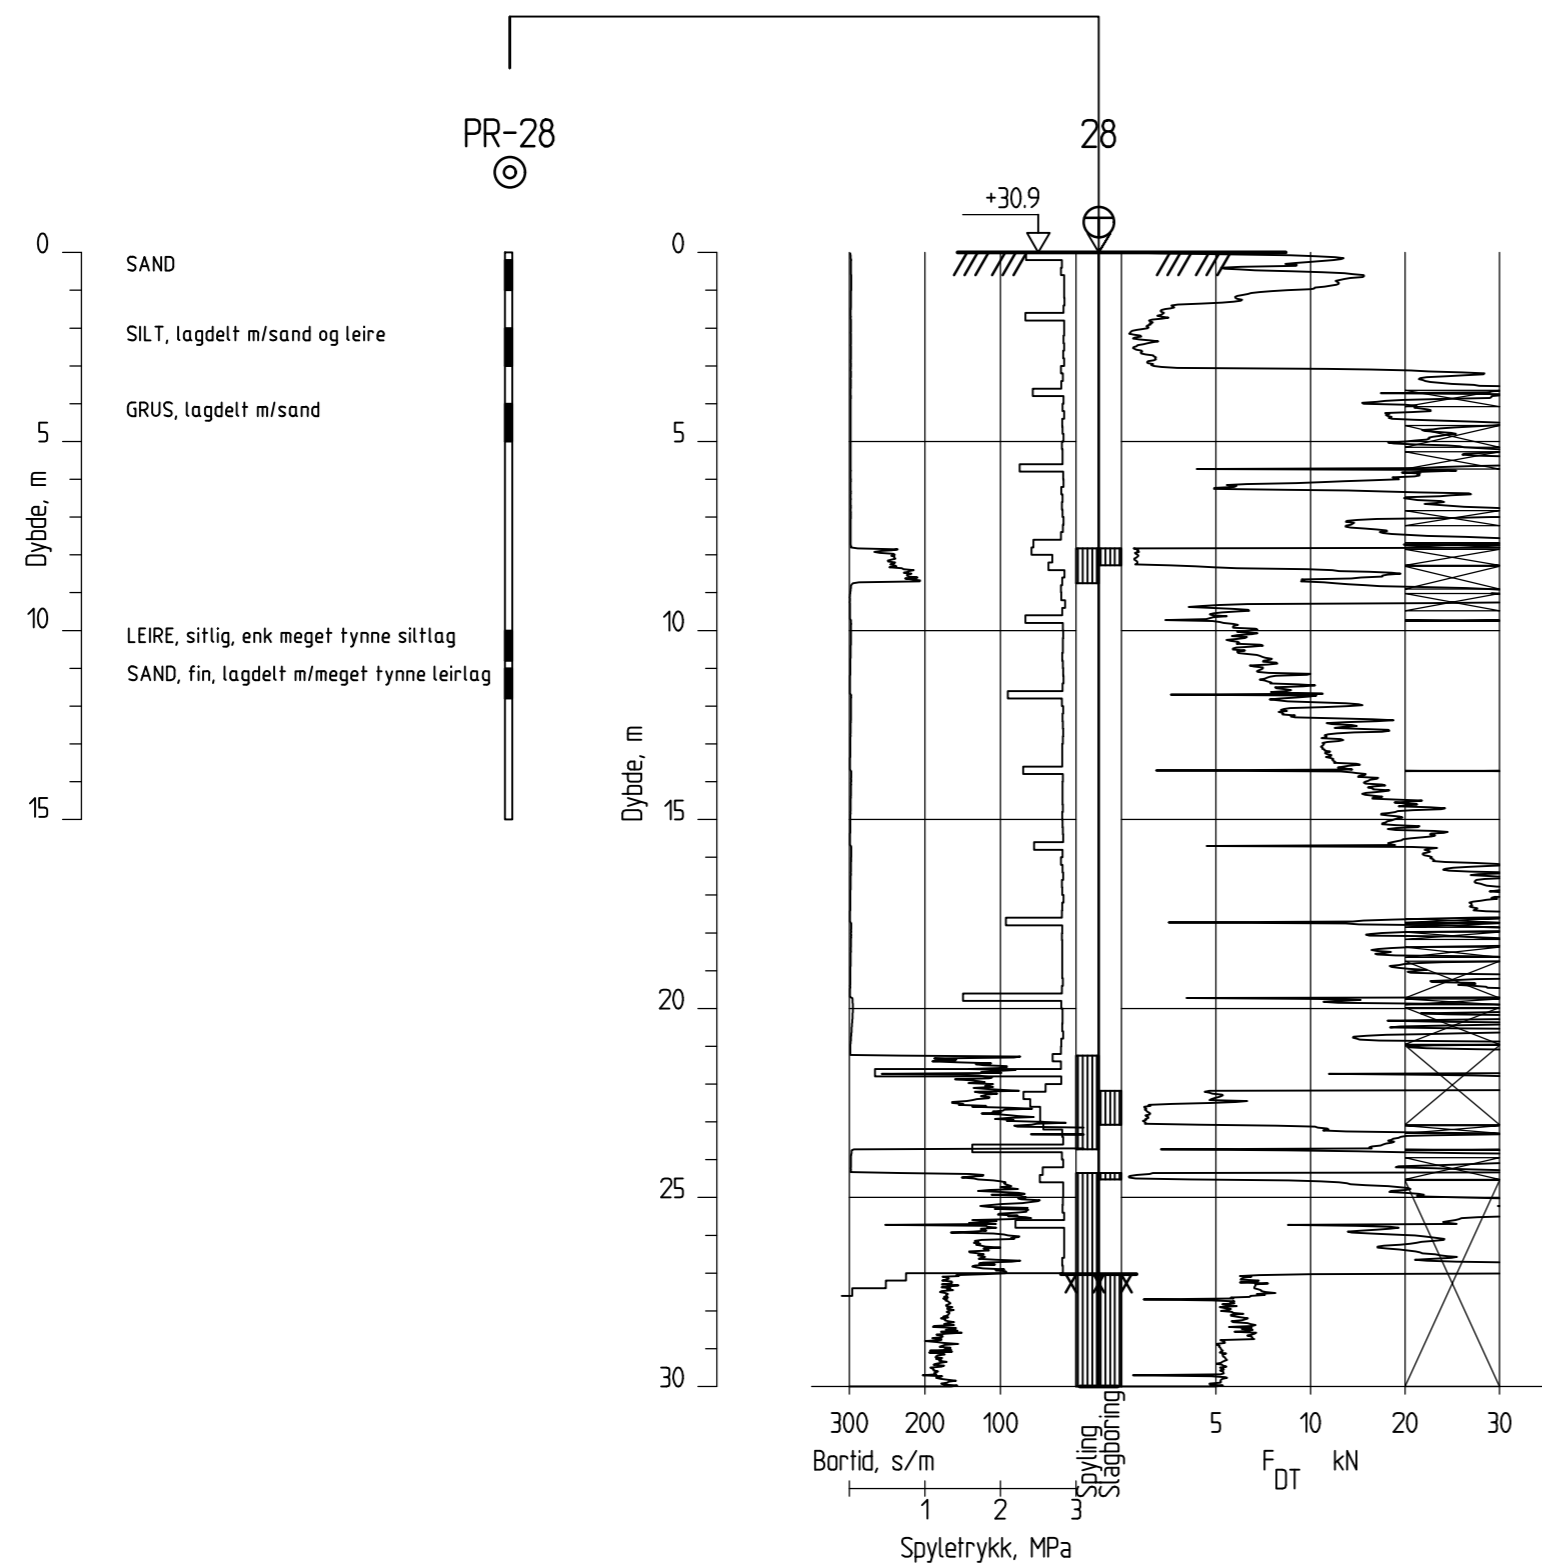 PR-28
28
+30.9
0
SAND
SILT, lagdelt m/sand og leire
GRUS, lagdelt m/sand
5
Dybde, m
10
LEIRE, sitlig, enk meget tynne siltlag
SAND, fin, lagdelt m/meget tynne leirlag
15
0
5
10
Dybde, m
15
20
25
30
300 200 100
Bortid, s/m
1 2 3
Spyletrykk, MPa
Spyling
Slagboring
5 10 20 30
FDT kN